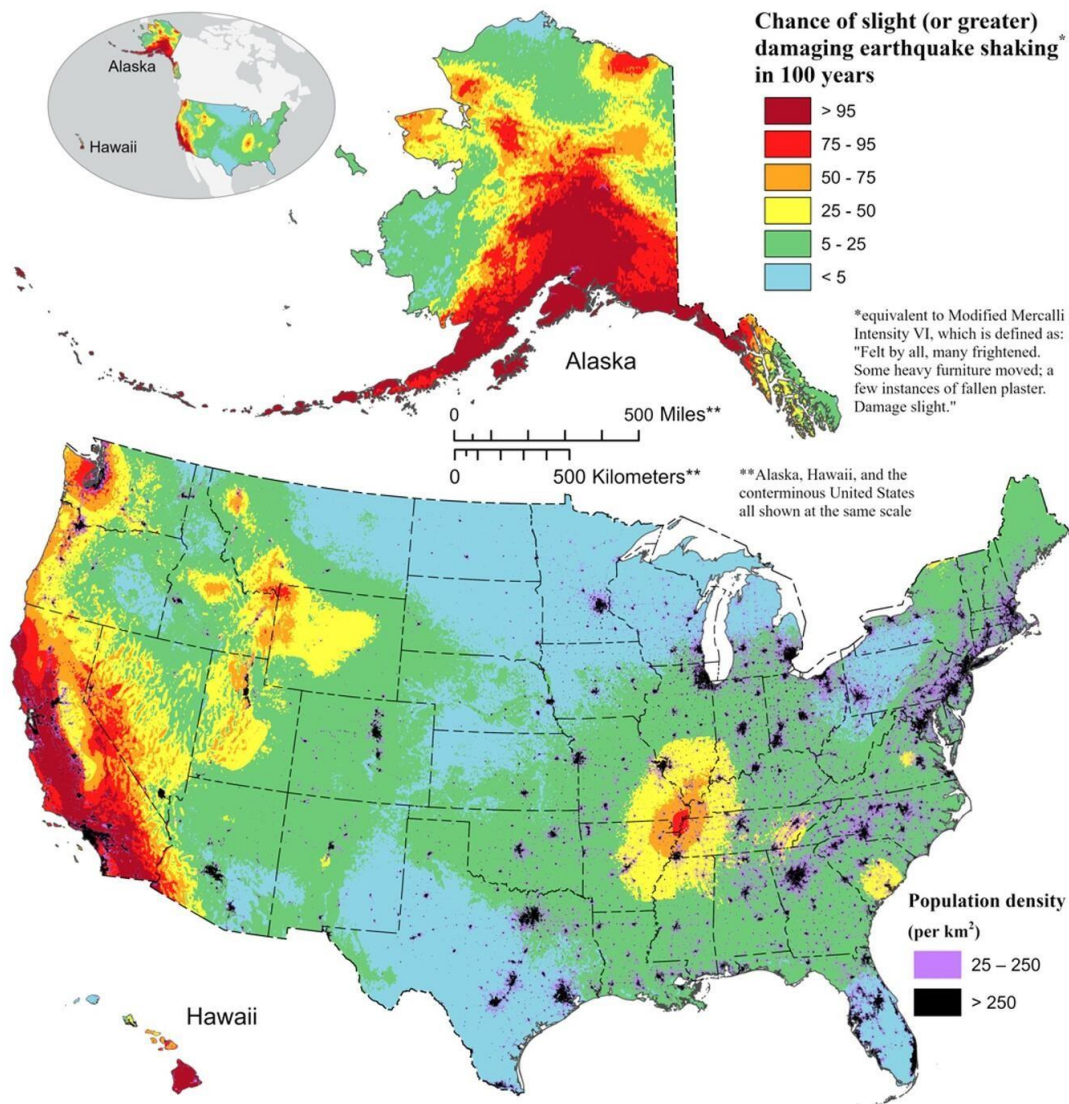 Chance of slight (or greater)
damaging earthquake shaking*
in 100 years
> 95
75 - 95
50 - 75
25 - 50
5 - 25
< 5
Alaska
Hawaii
*equivalent to Modified Mercalli
Intensity VI, which is defined as:
"Felt by all, many frightened.
Some heavy furniture moved; a
few instances of fallen plaster.
Damage slight."
Alaska
0 500 Miles**
0 500 Kilometers**
**Alaska, Hawaii, and the
conterminous United States
all shown at the same scale
Population density
(per km²)
25 – 250
> 250
Hawaii